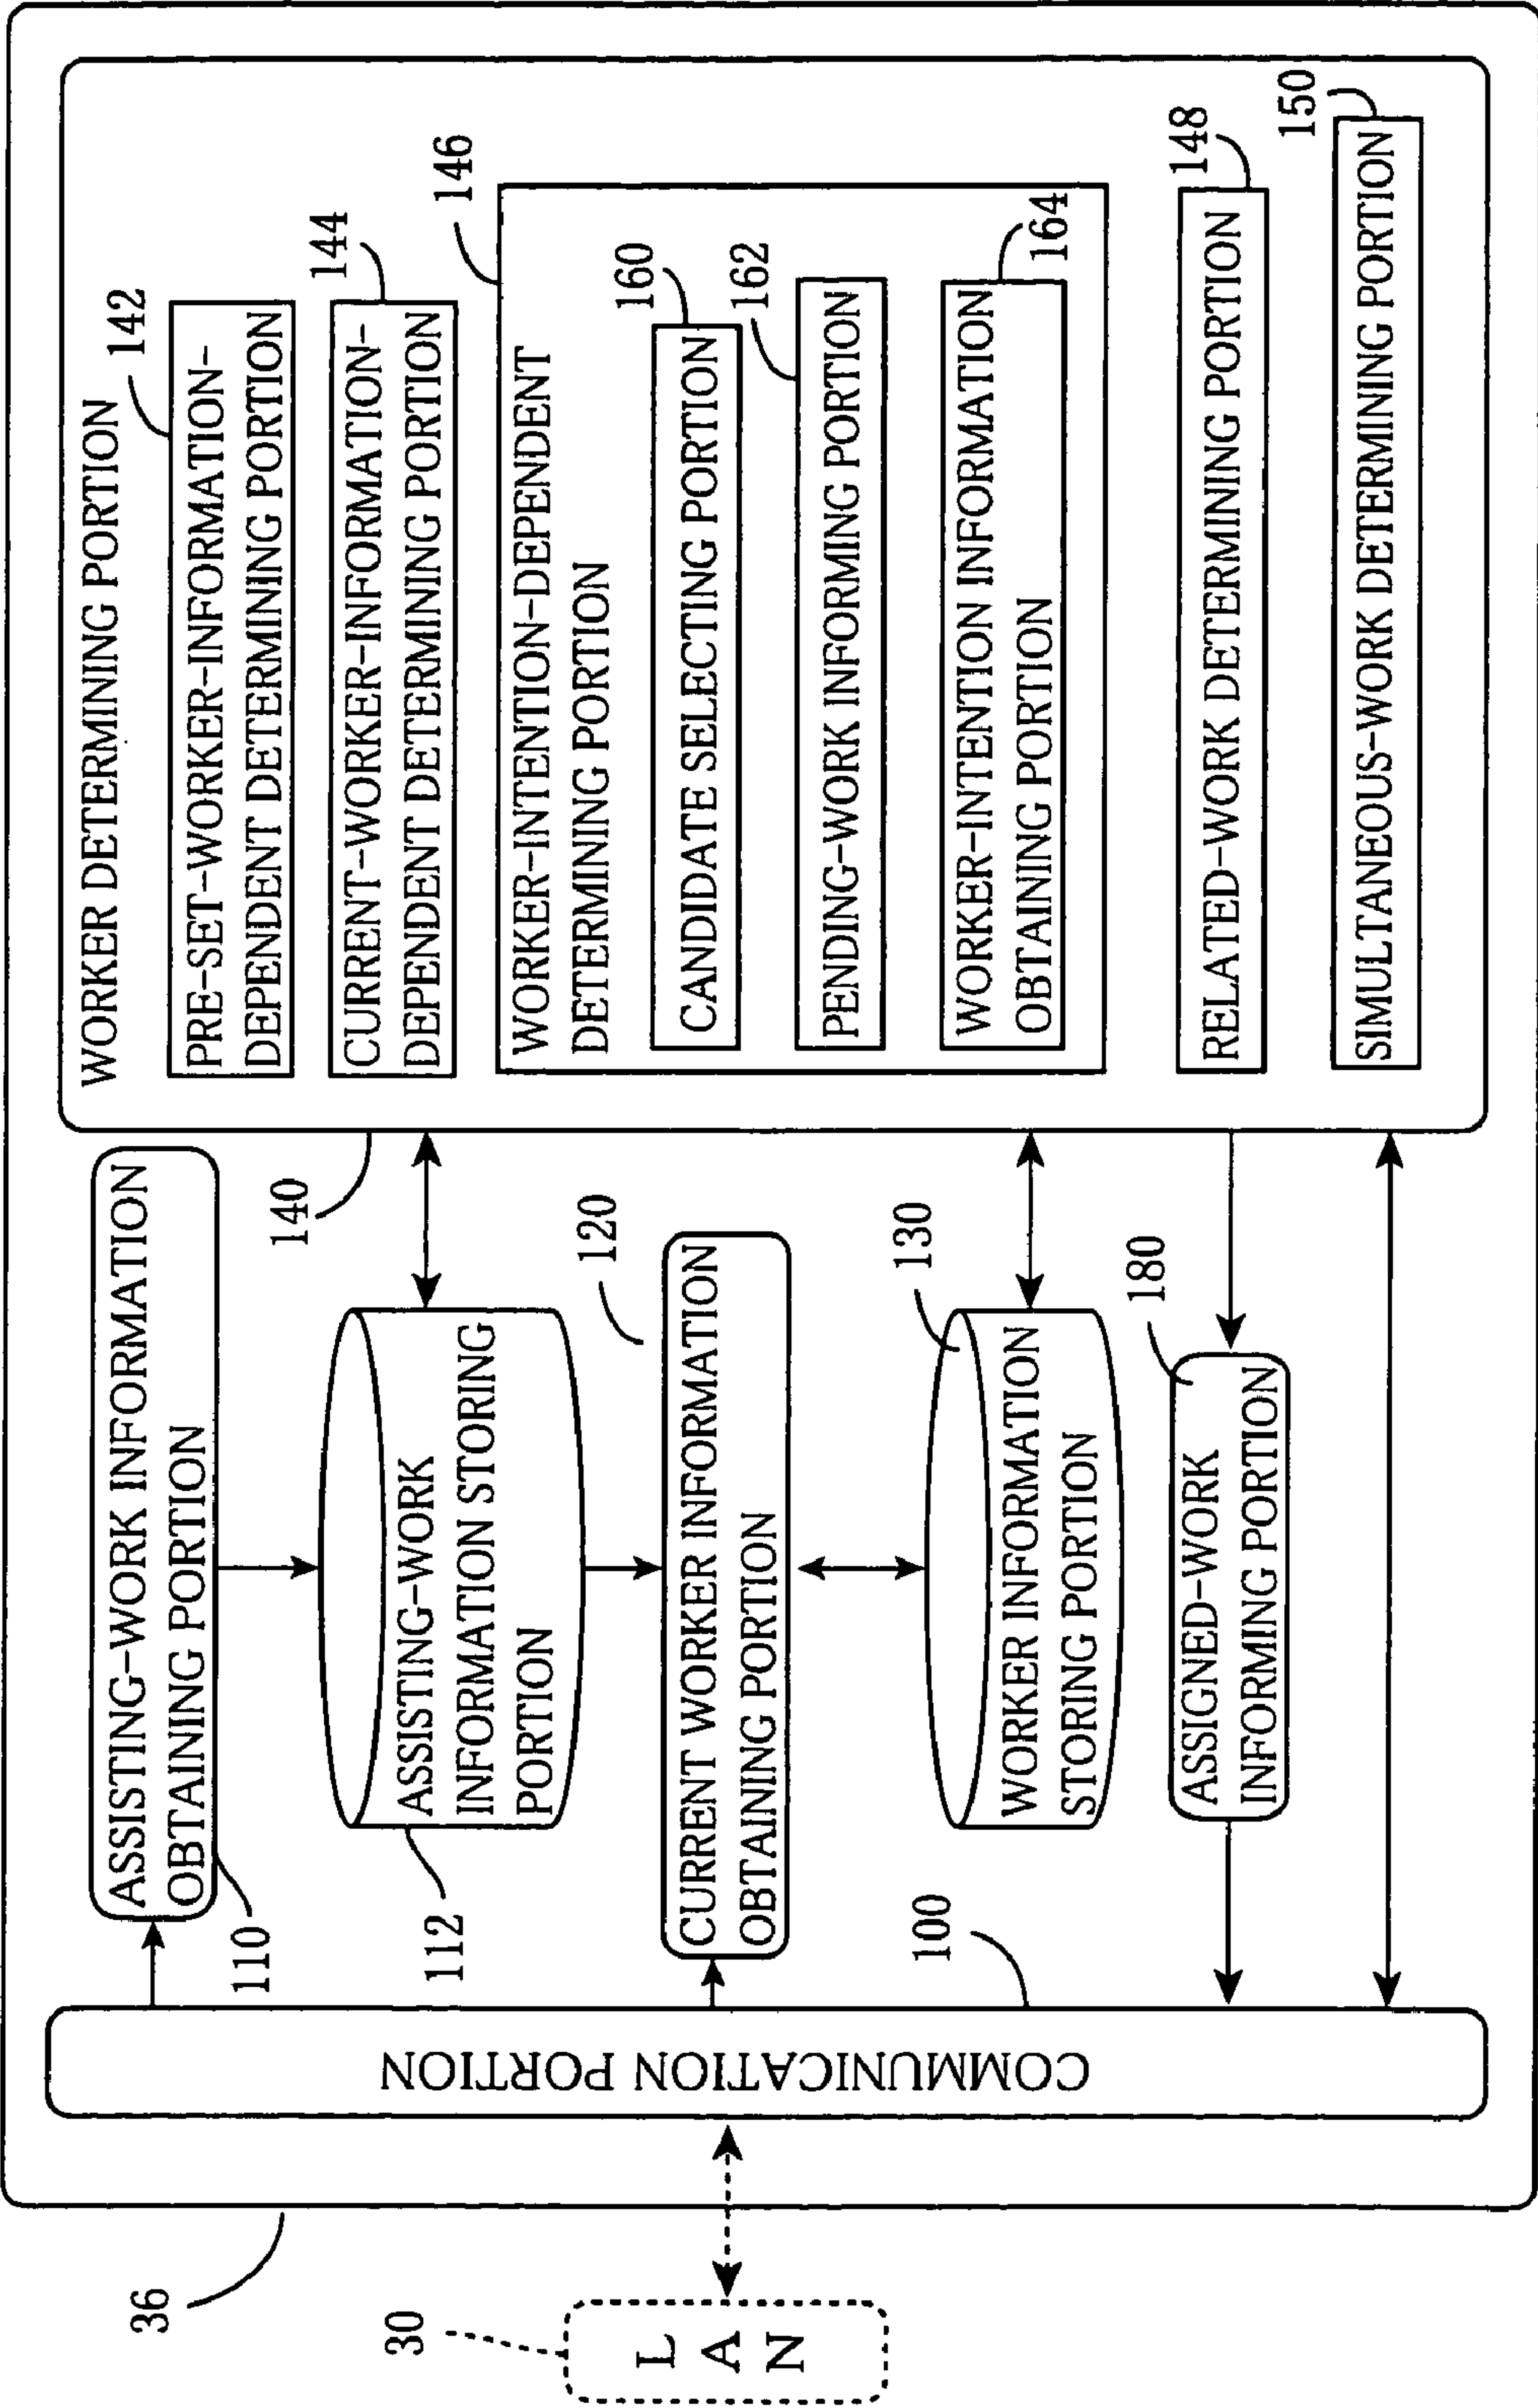 36
30
L
A
N
COMMUNICATION PORTION
100
ASSISTING-WORK INFORMATION
OBTAINING PORTION
110
ASSISTING-WORK
INFORMATION STORING
PORTION
112
CURRENT WORKER INFORMATION
OBTAINING PORTION
120
WORKER INFORMATION
STORING PORTION
130
ASSIGNED-WORK
INFORMING PORTION
180
140
WORKER DETERMINING PORTION
142
PRE-SET-WORKER-INFORMATION-
DEPENDENT DETERMINING PORTION
144
CURRENT-WORKER-INFORMATION-
DEPENDENT DETERMINING PORTION
146
WORKER-INTENTION-DEPENDENT
DETERMINING PORTION
160
CANDIDATE SELECTING PORTION
162
PENDING-WORK INFORMING PORTION
WORKER-INTENTION INFORMATION
OBTAINING PORTION
164
148
RELATED-WORK DETERMINING PORTION
150
SIMULTANEOUS-WORK DETERMINING PORTION